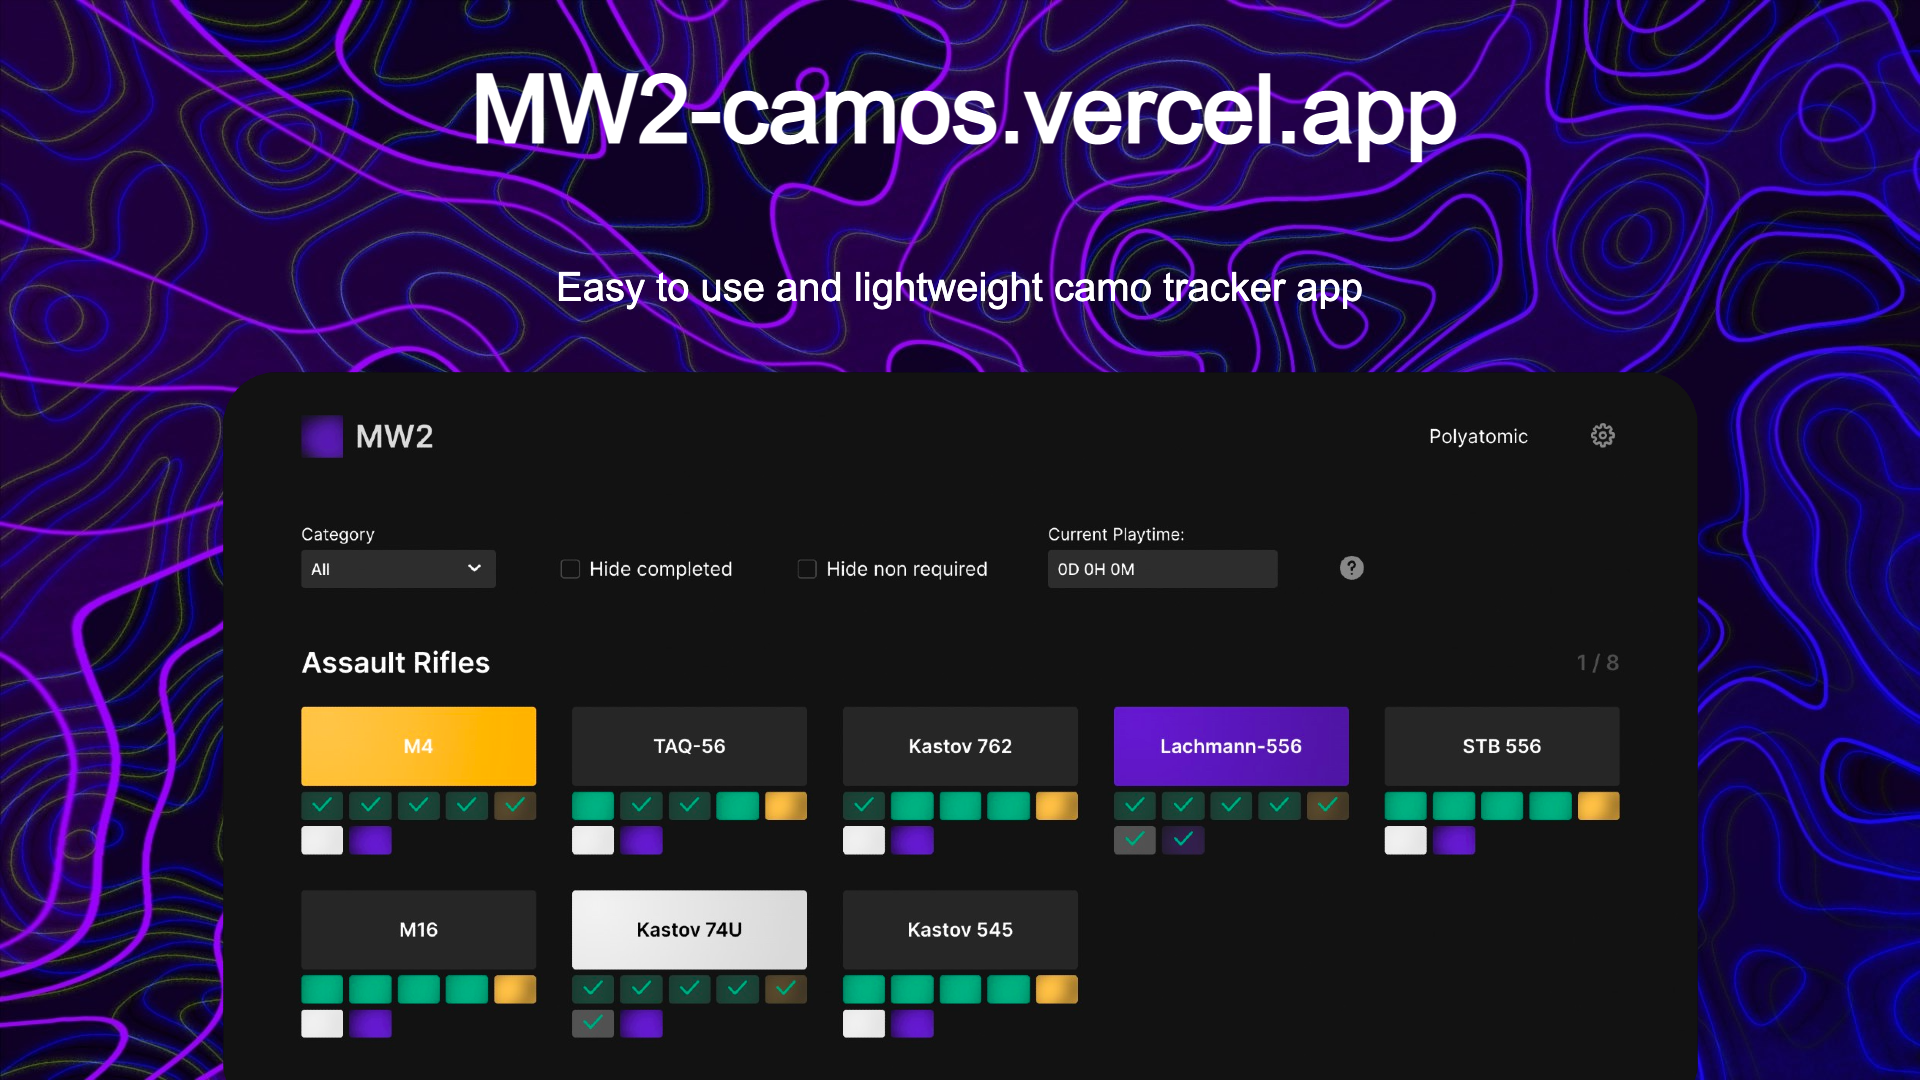 MW2-camos.vercel.app
Easy to use and lightweight camo tracker app
MW2
Polyatomic
Category
Current Playtime:
All
Hide completed
Hide non required
0D 0H 0M
?
Assault Rifles
1 / 8
M4
TAQ-56
Kastov 762
Lachmann-556
STB 556
M16
Kastov 74U
Kastov 545